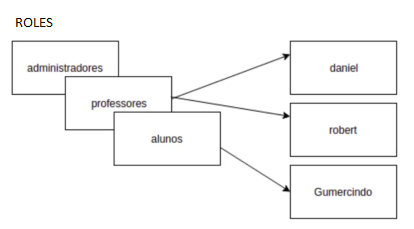 ROLES
administradores
professores
alunos
daniel
robert
Gumercindo